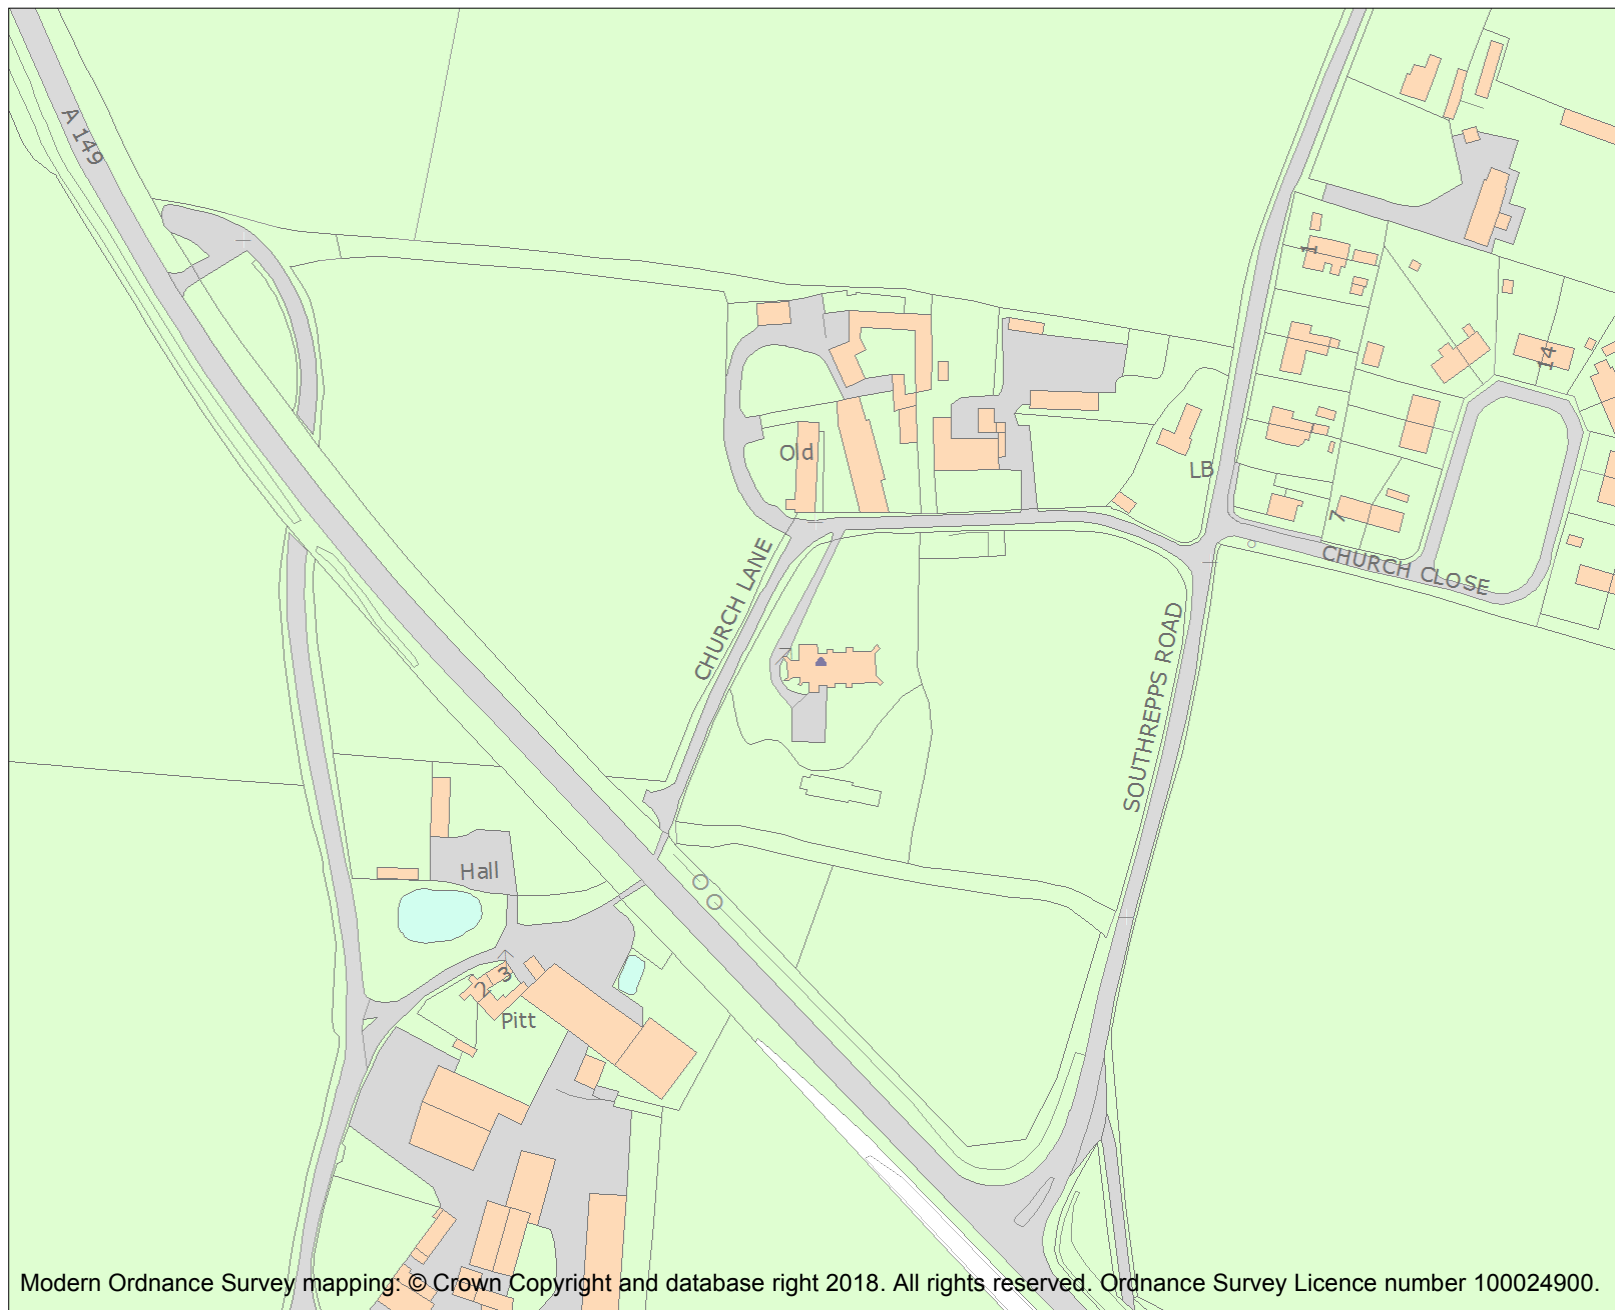 A 149
1
14
Old
LB
7
CHURCH CLOSE
CHURCH LANE
SOUTHREPPS ROAD
Hall
3
2
Pitt
Modern Ordnance Survey mapping: © Crown Copyright and database right 2018. All rights reserved. Ordnance Survey Licence number 100024900.